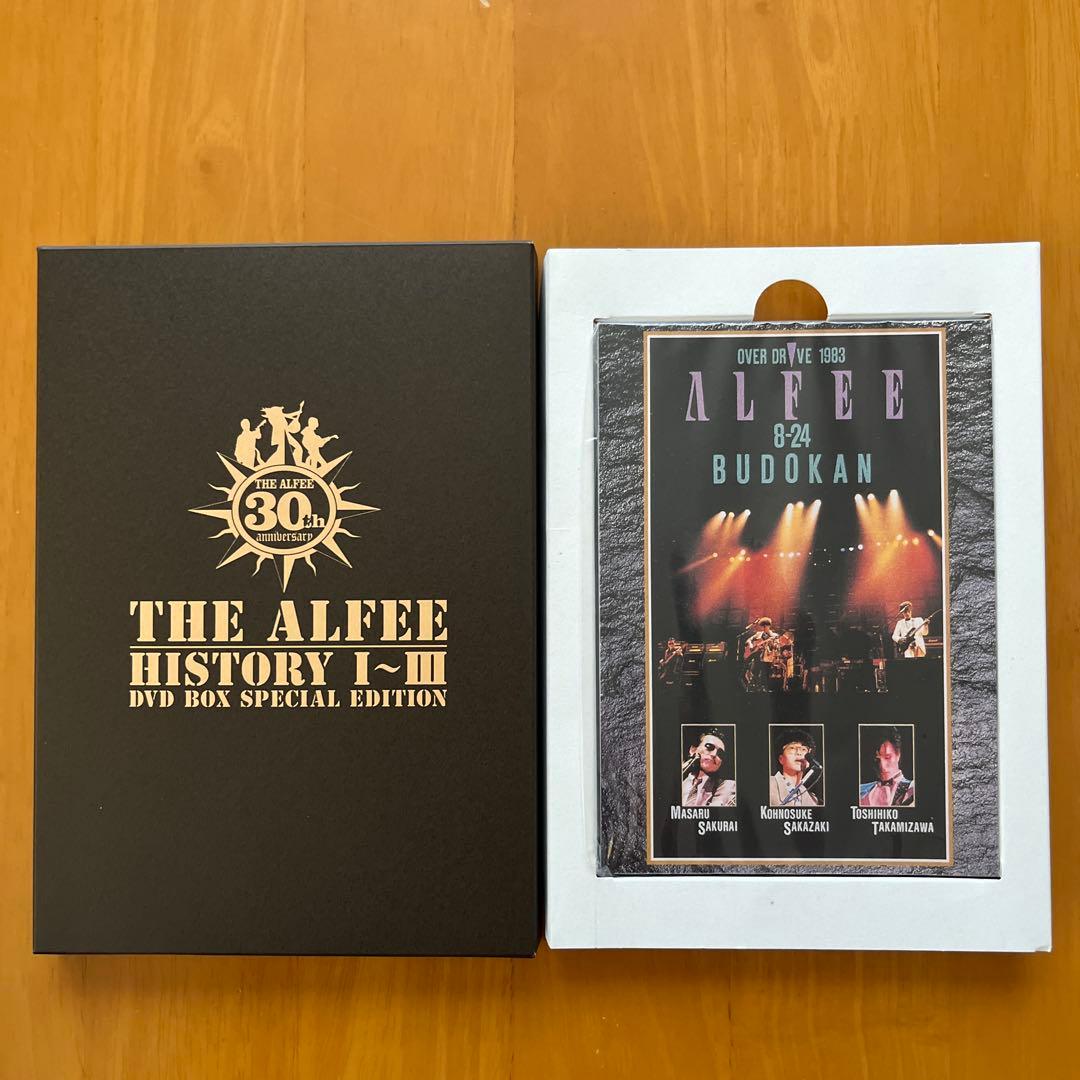 THE ALFEE
30th
anniversary
THE ALFEE
HISTORY I~III
DVD BOX SPECIAL EDITION
OVER DRIVE 1983
ALFEE
8-24
BUDOKAN
MASARU
SAKURAI
KOHNOSUKE
SAKAZAKI
TOSHIHIKO
TAKAMIZAWA